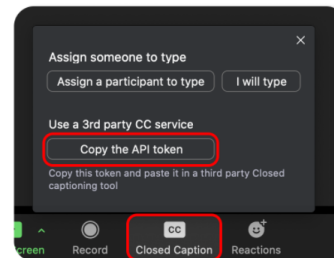 Assign someone to type
Assign a participant to type
I will type
Use a 3rd party CC service
Copy the API token
Copy this token and paste it in a third party Closed
captioning tool
CC
creen
Record
Closed Caption
Reactions